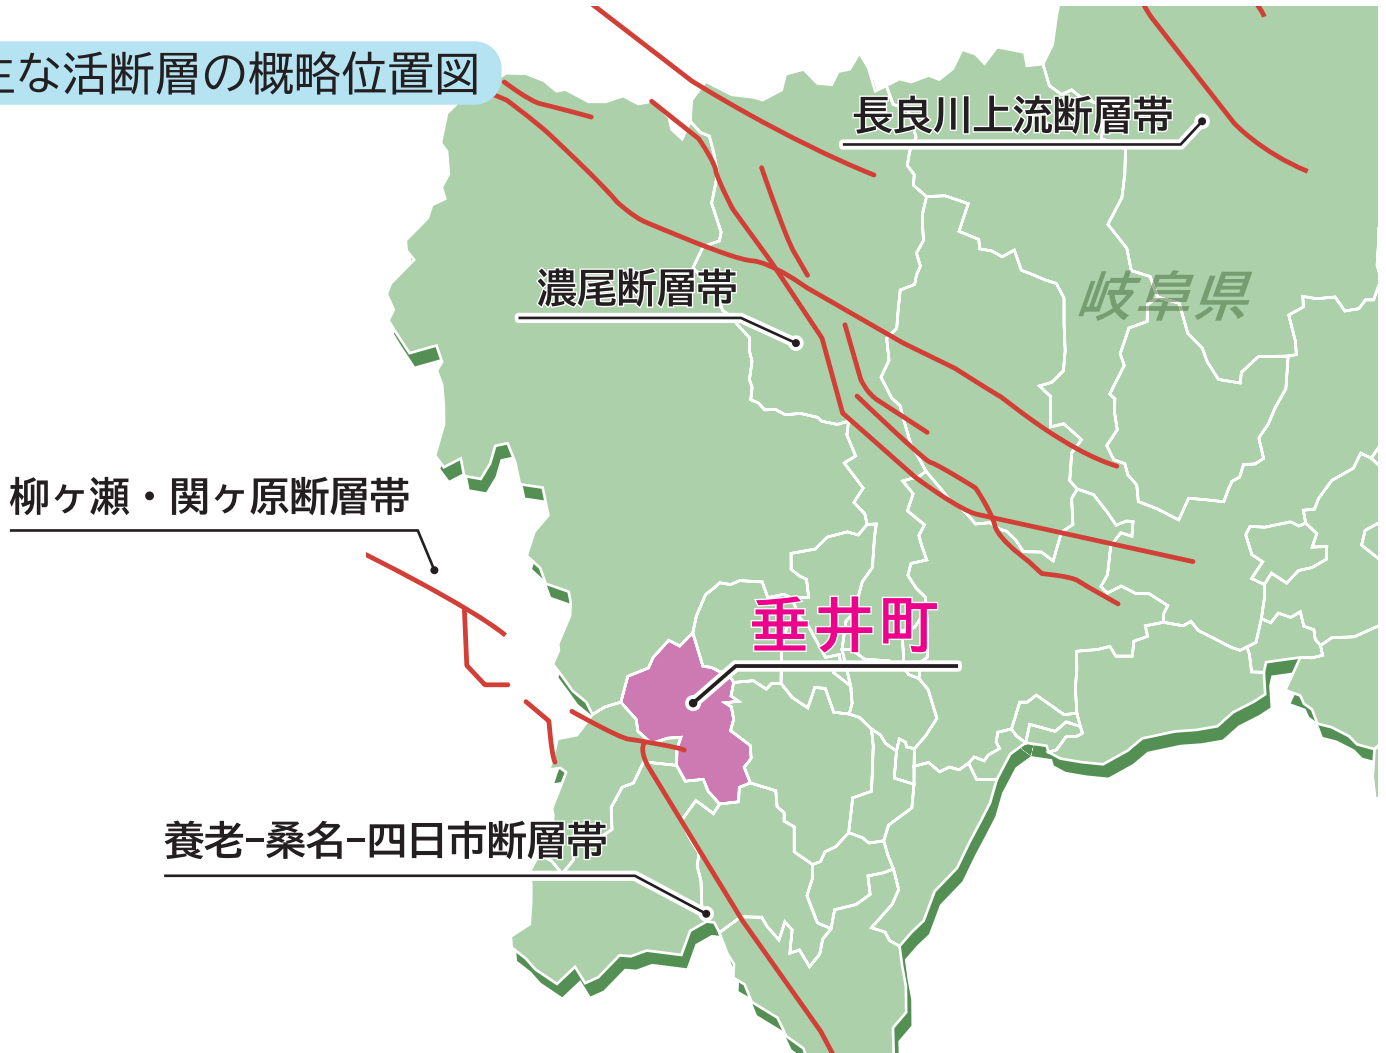 な活断層の概略位置図
長良川上流断層帯
岐阜県
濃尾断層帯
柳ヶ瀬・関ヶ原断層帯
垂井町
養老−桑名−四日市断層帯